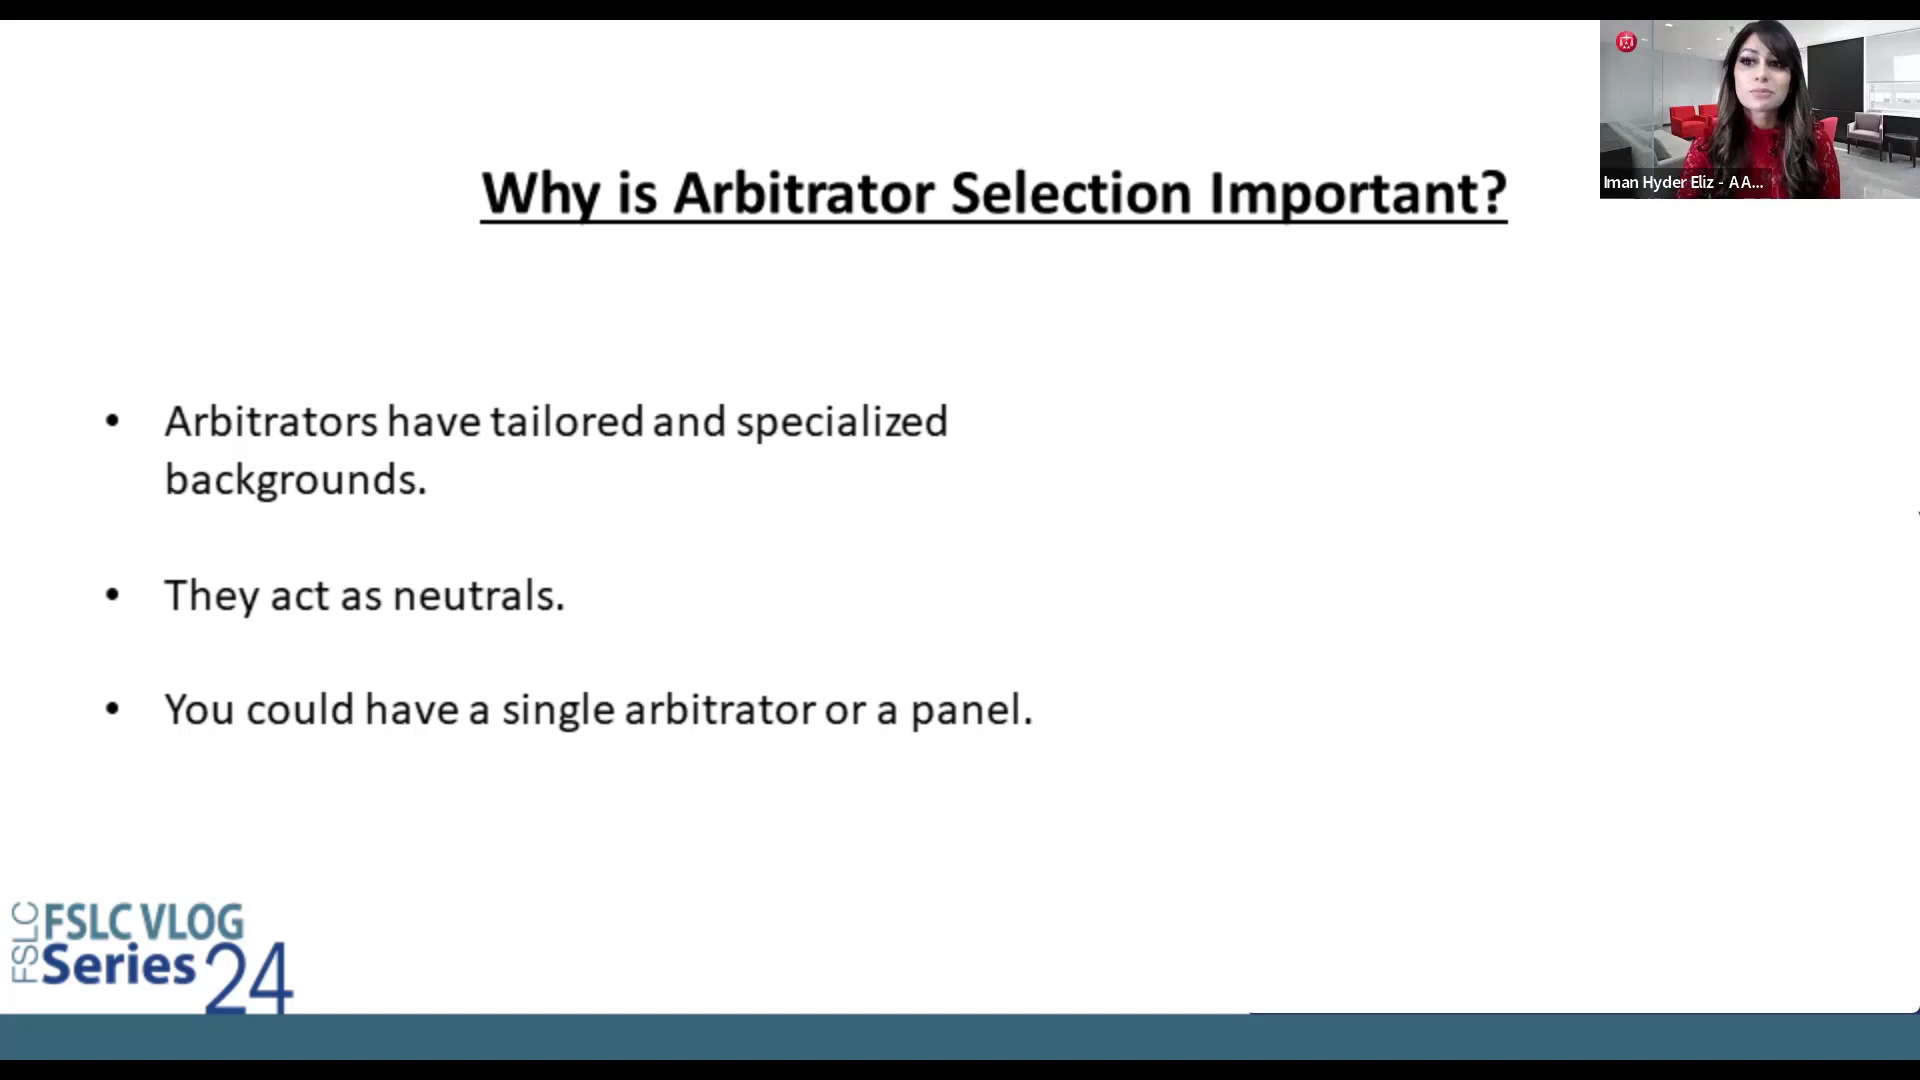 Why is Arbitrator Selection Important?
Iman Hyder Eliz - AA...
• Arbitrators have tailored and specialized
backgrounds.
• They act as neutrals.
• You could have a single arbitrator or a panel.
FSLC
FSLC VLOG
Series 24